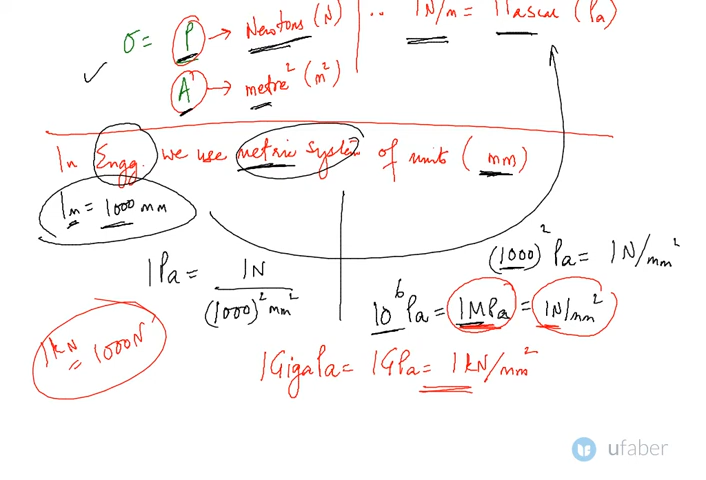 σ = P → Newtons (N)
∴ 1N/m = Pascal (Pa)
A → metre² (m²)
In Engg. we use metric system of units (mm)
1m = 1000 mm
(1000)² Pa = 1N/mm²
1Pa = 1N
(1000)² mm²
10⁶ Pa = 1MPa = 1N/mm²
1kN = 1000N
1GigaPa = 1GPa = 1kN/mm²
ufaber